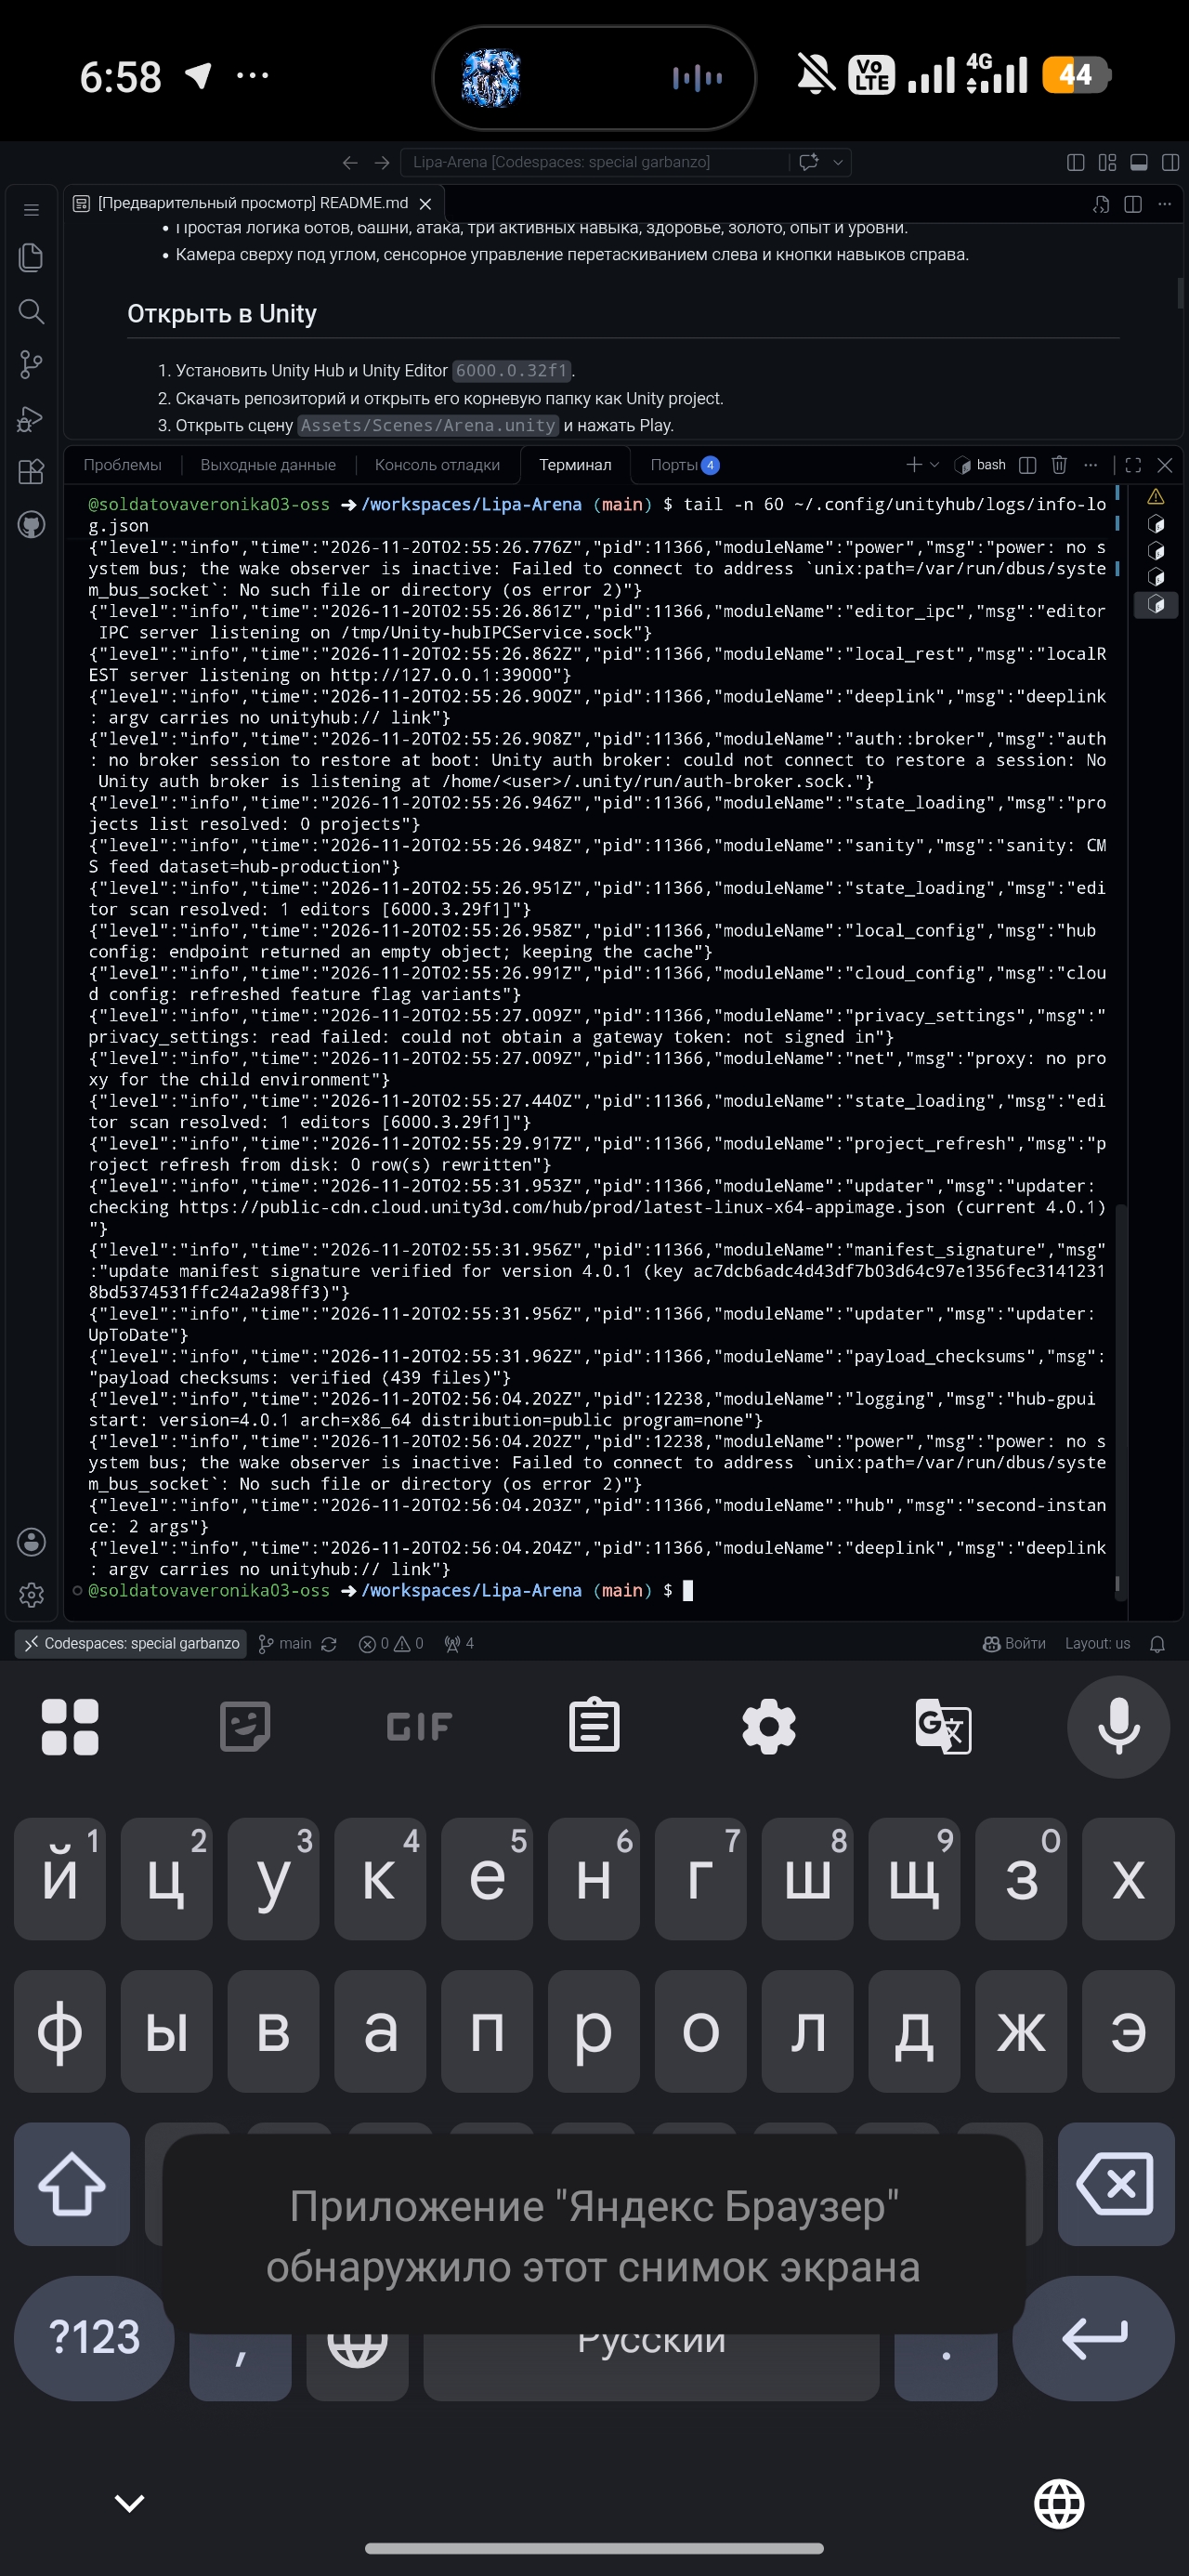 6:58
Vo LTE
4G
44
Lipa-Arena [Codespaces: special garbanzo]
[Предварительный просмотр] README.md
• Простая логика ботов, башни, атака, три активных навыка, здоровье, золото, опыт и уровни.
• Камера сверху под углом, сенсорное управление перетаскиванием слева и кнопки навыков справа.
Открыть в Unity
1. Установить Unity Hub и Unity Editor 6000.0.32f1.
2. Скачать репозиторий и открыть его корневую папку как Unity project.
3. Открыть сцену Assets/Scenes/Arena.unity и нажать Play.
Проблемы Выходные данные Консоль отладки Терминал Порты 4 bash
@soldatovaveronika03-oss ➜ /workspaces/Lipa-Arena (main) $ tail -n 60 ~/.config/unityhub/logs/info-lo
g.json
{"level":"info","time":"2026-11-20T02:55:26.776Z","pid":11366,"moduleName":"power","msg":"power: no s
ystem bus; the wake observer is inactive: Failed to connect to address `unix:path=/var/run/dbus/syste
m_bus_socket`: No such file or directory (os error 2)"}
{"level":"info","time":"2026-11-20T02:55:26.861Z","pid":11366,"moduleName":"editor_ipc","msg":"editor
 IPC server listening on /tmp/Unity-hubIPCService.sock"}
{"level":"info","time":"2026-11-20T02:55:26.862Z","pid":11366,"moduleName":"local_rest","msg":"localR
EST server listening on http://127.0.0.1:39000"}
{"level":"info","time":"2026-11-20T02:55:26.900Z","pid":11366,"moduleName":"deeplink","msg":"deeplink
: argv carries no unityhub:// link"}
{"level":"info","time":"2026-11-20T02:55:26.908Z","pid":11366,"moduleName":"auth::broker","msg":"auth
: no broker session to restore at boot: Unity auth broker: could not connect to restore a session: No
 Unity auth broker is listening at /home/<user>/.unity/run/auth-broker.sock."}
{"level":"info","time":"2026-11-20T02:55:26.946Z","pid":11366,"moduleName":"state_loading","msg":"pro
jects list resolved: 0 projects"}
{"level":"info","time":"2026-11-20T02:55:26.948Z","pid":11366,"moduleName":"sanity","msg":"sanity: CM
S feed dataset=hub-production"}
{"level":"info","time":"2026-11-20T02:55:26.951Z","pid":11366,"moduleName":"state_loading","msg":"edi
tor scan resolved: 1 editors [6000.3.29f1]"}
{"level":"info","time":"2026-11-20T02:55:26.958Z","pid":11366,"moduleName":"local_config","msg":"hub
config: endpoint returned an empty object; keeping the cache"}
{"level":"info","time":"2026-11-20T02:55:26.991Z","pid":11366,"moduleName":"cloud_config","msg":"clou
d config: refreshed feature flag variants"}
{"level":"info","time":"2026-11-20T02:55:27.009Z","pid":11366,"moduleName":"privacy_settings","msg":"
privacy_settings: read failed: could not obtain a gateway token: not signed in"}
{"level":"info","time":"2026-11-20T02:55:27.009Z","pid":11366,"moduleName":"net","msg":"proxy: no pro
xy for the child environment"}
{"level":"info","time":"2026-11-20T02:55:27.440Z","pid":11366,"moduleName":"state_loading","msg":"edi
tor scan resolved: 1 editors [6000.3.29f1]"}
{"level":"info","time":"2026-11-20T02:55:29.917Z","pid":11366,"moduleName":"project_refresh","msg":"p
roject refresh from disk: 0 row(s) rewritten"}
{"level":"info","time":"2026-11-20T02:55:31.953Z","pid":11366,"moduleName":"updater","msg":"updater:
checking https://public-cdn.cloud.unity3d.com/hub/prod/latest-linux-x64-appimage.json (current 4.0.1)
"}
{"level":"info","time":"2026-11-20T02:55:31.956Z","pid":11366,"moduleName":"manifest_signature","msg"
:"update manifest signature verified for version 4.0.1 (key ac7dcb6adc4d43df7b03d64c97e1356fec3141231
8bd5374531ffc24a2a98ff3)"}
{"level":"info","time":"2026-11-20T02:55:31.956Z","pid":11366,"moduleName":"updater","msg":"updater:
UpToDate"}
{"level":"info","time":"2026-11-20T02:55:31.962Z","pid":11366,"moduleName":"payload_checksums","msg":
"payload checksums: verified (439 files)"}
{"level":"info","time":"2026-11-20T02:56:04.202Z","pid":12238,"moduleName":"logging","msg":"hub-gpui
start: version=4.0.1 arch=x86_64 distribution=public program=none"}
{"level":"info","time":"2026-11-20T02:56:04.202Z","pid":12238,"moduleName":"power","msg":"power: no s
ystem bus; the wake observer is inactive: Failed to connect to address `unix:path=/var/run/dbus/syste
m_bus_socket`: No such file or directory (os error 2)"}
{"level":"info","time":"2026-11-20T02:56:04.203Z","pid":11366,"moduleName":"hub","msg":"second-instan
ce: 2 args"}
{"level":"info","time":"2026-11-20T02:56:04.204Z","pid":11366,"moduleName":"deeplink","msg":"deeplink
: argv carries no unityhub:// link"}
@soldatovaveronika03-oss ➜ /workspaces/Lipa-Arena (main) $
Codespaces: special garbanzo main 0 0 4 Войти Layout: us
GIF G
1 2 3 4 5 6 7 8 9 0
й ц у к е н г ш щ з х
ф ы в а п р о л д ж э
Приложение "Яндекс Браузер"
обнаружило этот снимок экрана
?123 , Русский .